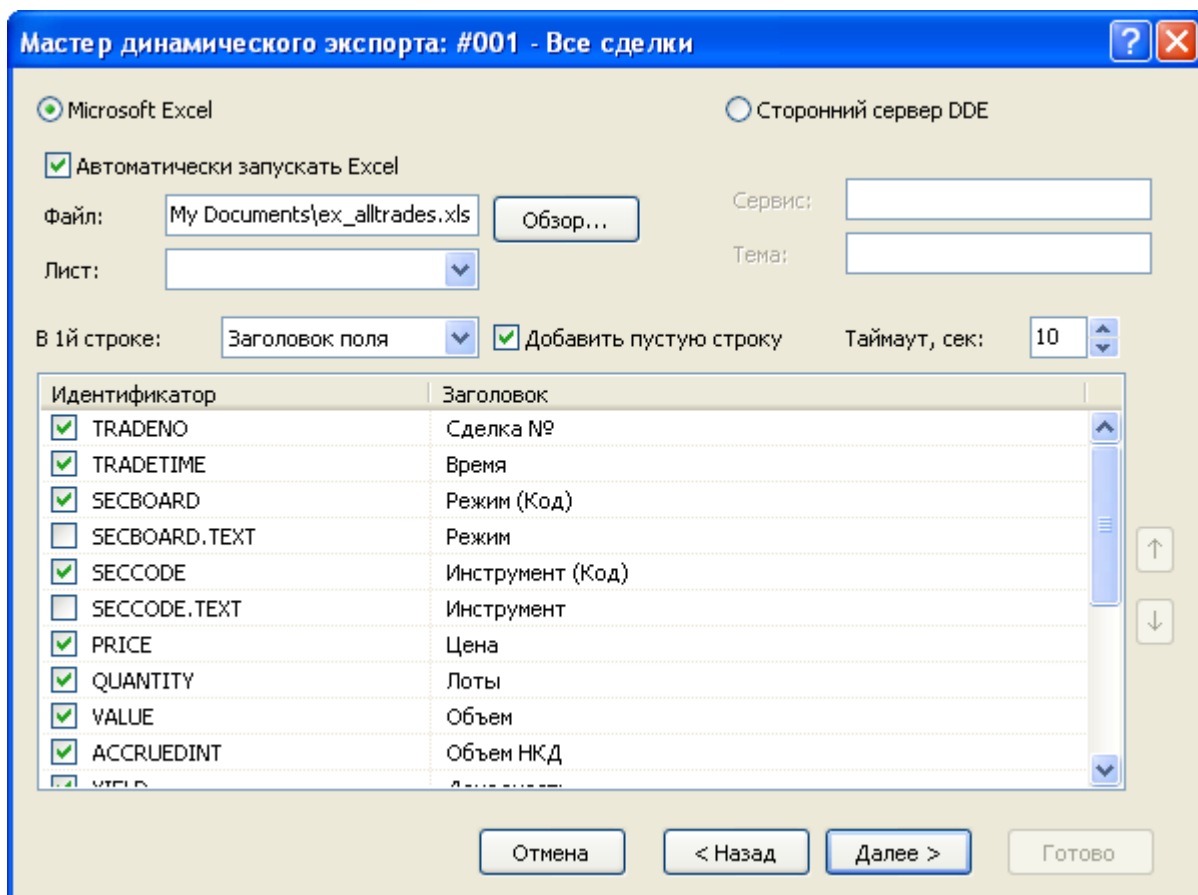 Мастер динамического экспорта: #001 - Все сделки
Microsoft Excel
Сторонний сервер DDE
Автоматически запускать Excel
Файл: My Documents\ex_alltrades.xls Обзор...
Сервис:
Лист:
Тема:
В 1й строке: Заголовок поля Добавить пустую строку Таймаут, сек: 10
Идентификатор Заголовок
TRADENO Сделка №
TRADETIME Время
SECBOARD Режим (Код)
SECBOARD.TEXT Режим
SECCODE Инструмент (Код)
SECCODE.TEXT Инструмент
PRICE Цена
QUANTITY Лоты
VALUE Объем
ACCRUEDINT Объем НКД
Отмена < Назад Далее > Готово